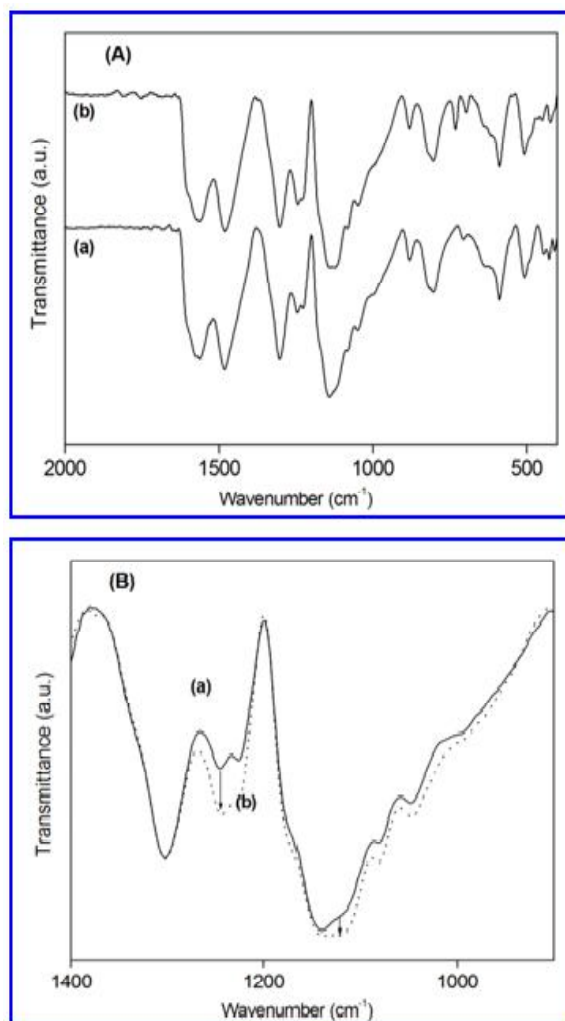 (A)
(b)
(a)
Transmittance (a.u.)
2000 1500 1000 500
Wavenumber (cm⁻¹)
(B)
(a)
(b)
Transmittance (a.u.)
1400 1200 1000
Wavenumber (cm⁻¹)